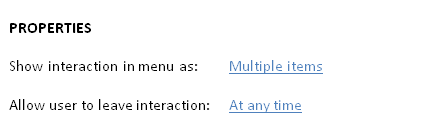 PROPERTIES
Show interaction in menu as: Multiple items
Allow user to leave interaction: At any time